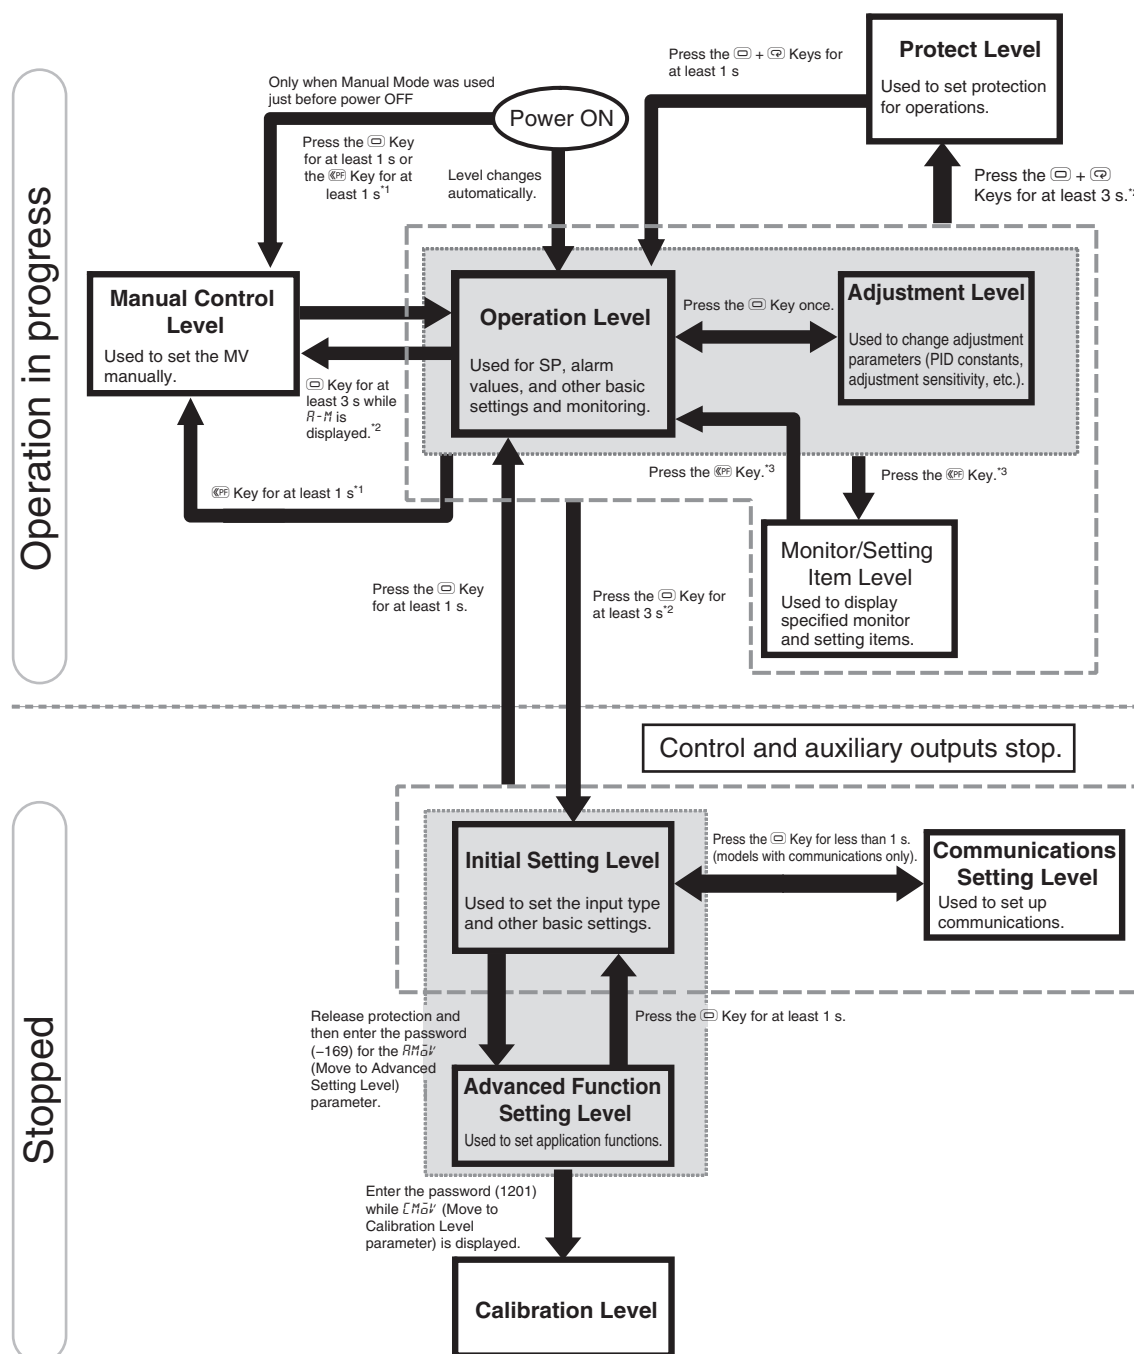 Operation in progress
Only when Manual Mode was used
just before power OFF
Power ON
Press the Key
for at least 1 s or
the PF Key for at
least 1 s*1
Level changes
automatically.
Press the + Keys for
at least 1 s
Protect Level
Used to set protection
for operations.
Press the +
Keys for at least 3 s.
Manual Control
Level
Used to set the MV
manually.
Operation Level
Used for SP, alarm
values, and other basic
settings and monitoring.
Press the Key once.
Adjustment Level
Used to change adjustment
parameters (PID constants,
adjustment sensitivity, etc.).
Key for at
least 3 s while
A-M is
displayed.*2
PF Key for at least 1 s*1
Press the PF Key.*3
Press the PF Key.*3
Monitor/Setting
Item Level
Used to display
specified monitor
and setting items.
Press the Key
for at least 1 s.
Press the Key for
at least 3 s*2
Control and auxiliary outputs stop.
Stopped
Initial Setting Level
Used to set the input type
and other basic settings.
Press the Key for less than 1 s.
(models with communications only).
Communications
Setting Level
Used to set up
communications.
Release protection and
then enter the password
(–169) for the AMoV
(Move to Advanced
Setting Level)
parameter.
Press the Key for at least 1 s.
Advanced Function
Setting Level
Used to set application functions.
Enter the password (1201)
while CMoV (Move to
Calibration Level
parameter) is displayed.
Calibration Level